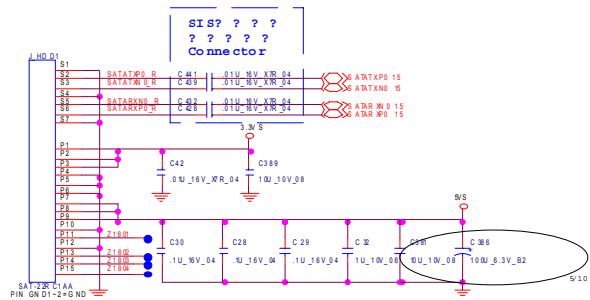 SIS? ? ? ?
? ? ? ? ?
Connector
J_HDD1
S1
S2 SATATXP0_R C441 .01U_16V_X7R_04 SATATXP0 15
S3 SATATXN0_R C439 .01U_16V_X7R_04 SATATXN0 15
S4
S5 SATARXN0_R C432 .01U_16V_X7R_04 SATARXN0 15
S6 SATARXP0_R C428 .01U_16V_X7R_04 SATARXP0 15
S7
3.3VS
P1
P2
P3
P4
P5
P6
P7
P8
P9
P10
P11 Z1801
P12
P13 Z1802
P14 Z1803
P15 Z1804
C42 C389
.01U_16V_X7R_04 10U_10V_08
5VS
C30 C28 C29 C32 C381 C386
.1U_16V_04 .1U_16V_04 .1U_16V_04 1U_10V_06 10U_10V_08 100U_6.3V_B2
+
5/10
SAT-22RC1AA
PIN GND1~2=GND